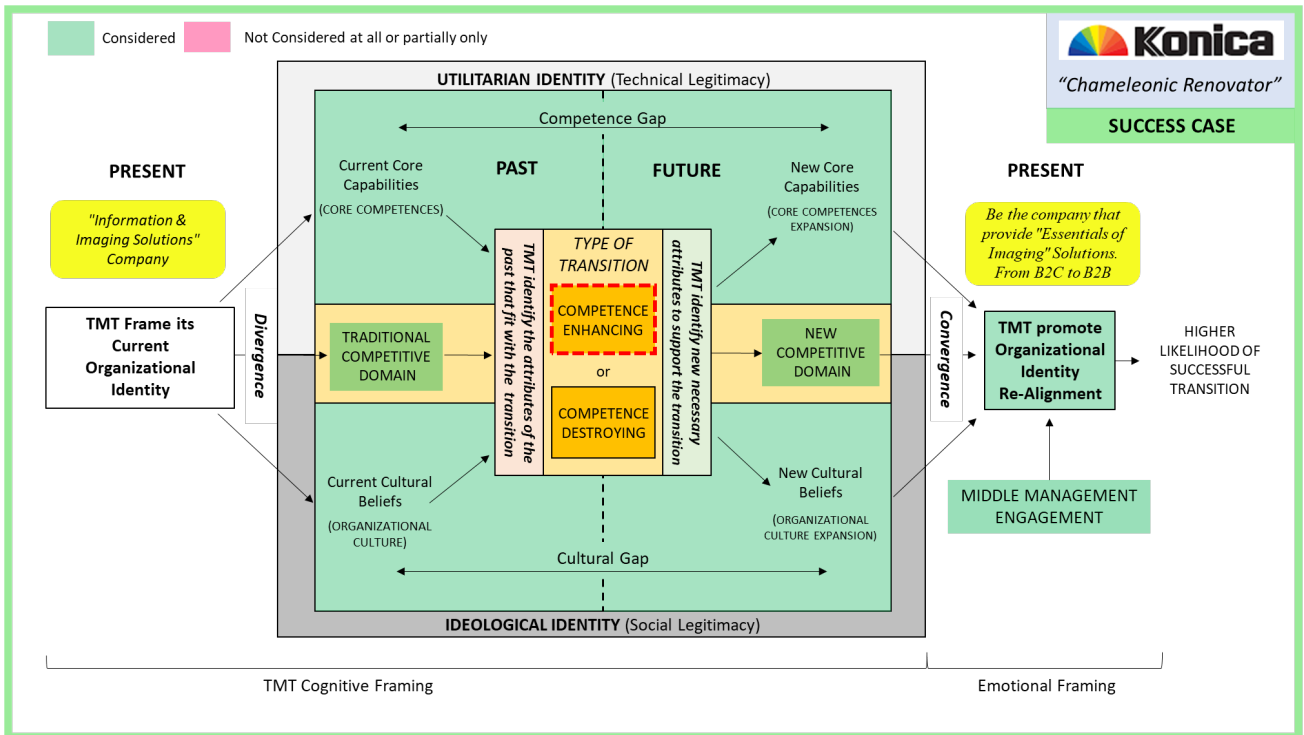 Considered
Not Considered at all or partially only
Konica
“Chameleonic Renovator”
SUCCESS CASE
UTILITARIAN IDENTITY (Technical Legitimacy)
Competence Gap
PRESENT
"Information &
Imaging Solutions"
Company
TMT Frame its
Current
Organizational
Identity
Divergence
Current Core
Capabilities
(CORE COMPETENCES)
PAST
FUTURE
New Core
Capabilities
(CORE COMPETENCES
EXPANSION)
TRADITIONAL
COMPETITIVE
DOMAIN
TMT identify the attributes of the
past that fit with the transition
TYPE OF
TRANSITION
COMPETENCE
ENHANCING
or
COMPETENCE
DESTROYING
TMT identify new necessary
attributes to support the transition
NEW
COMPETITIVE
DOMAIN
Current Cultural
Beliefs
(ORGANIZATIONAL
CULTURE)
New Cultural
Beliefs
(ORGANIZATIONAL
CULTURE EXPANSION)
Cultural Gap
IDEOLOGICAL IDENTITY (Social Legitimacy)
Convergence
PRESENT
Be the company that
provide "Essentials of
Imaging" Solutions.
From B2C to B2B
TMT promote
Organizational
Identity
Re-Alignment
HIGHER
LIKELIHOOD OF
SUCCESSFUL
TRANSITION
MIDDLE MANAGEMENT
ENGAGEMENT
TMT Cognitive Framing
Emotional Framing